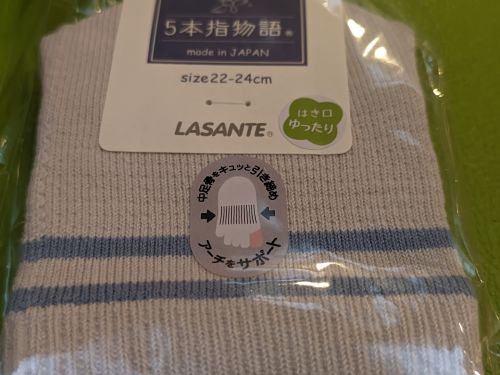 5本指物語®
made in JAPAN
size22-24cm
LASANTE®
はき口
ゆったり
中足骨をキュッと引き締め
アーチをサポート